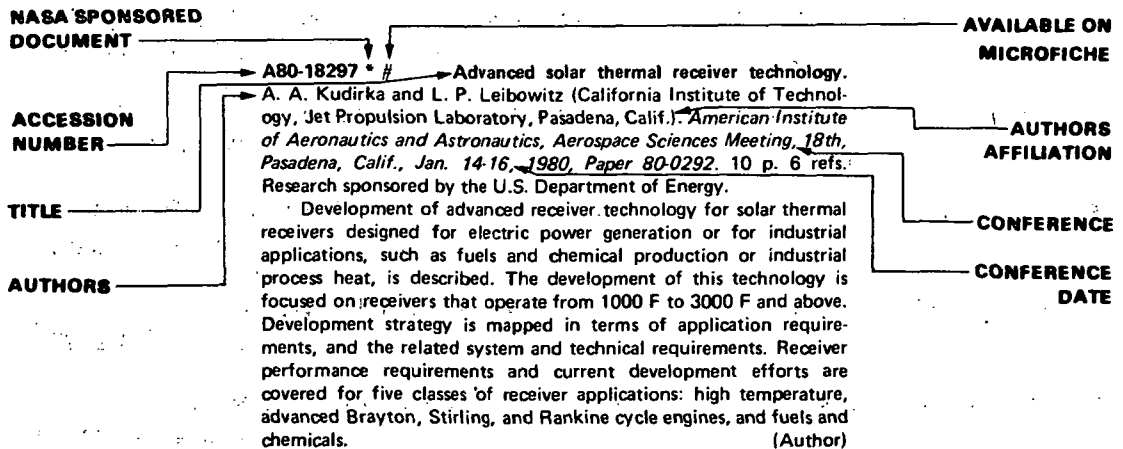 NASA SPONSORED
DOCUMENT
AVAILABLE ON
MICROFICHE
A80-18297 * # Advanced solar thermal receiver technology.
A. A. Kudirka and L. P. Leibowitz (California Institute of Technol-
ogy, Jet Propulsion Laboratory, Pasadena, Calif.). American Institute
of Aeronautics and Astronautics, Aerospace Sciences Meeting, 18th,
Pasadena, Calif., Jan. 14-16, 1980, Paper 80-0292. 10 p. 6 refs.
Research sponsored by the U.S. Department of Energy.
Development of advanced receiver technology for solar thermal
receivers designed for electric power generation or for industrial
applications, such as fuels and chemical production or industrial
process heat, is described. The development of this technology is
focused on receivers that operate from 1000 F to 3000 F and above.
Development strategy is mapped in terms of application require-
ments, and the related system and technical requirements. Receiver
performance requirements and current development efforts are
covered for five classes of receiver applications: high temperature,
advanced Brayton, Stirling, and Rankine cycle engines, and fuels and
chemicals. (Author)
ACCESSION
NUMBER
TITLE
AUTHORS
AUTHORS
AFFILIATION
CONFERENCE
CONFERENCE
DATE